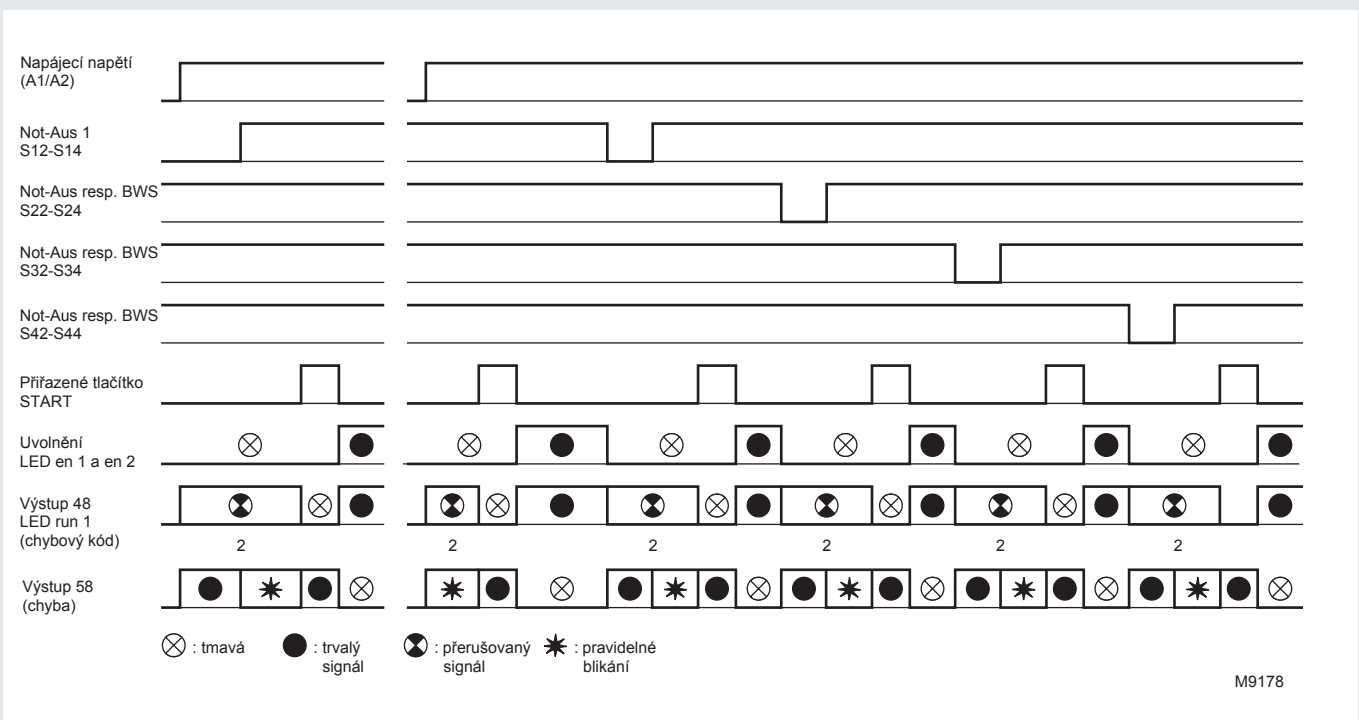 Napájecí napětí
(A1/A2)
Not-Aus 1
S12-S14
Not-Aus resp. BWS
S22-S24
Not-Aus resp. BWS
S32-S34
Not-Aus resp. BWS
S42-S44
Přiřazené tlačítko
START
Uvolnění
LED en 1 a en 2
Výstup 48
LED run 1
(chybový kód)
2 2 2 2 2 2
Výstup 58
(chyba)
: tmavá
: trvalý
signál
: přerušovaný
signál
: pravidelné
blikání
M9178